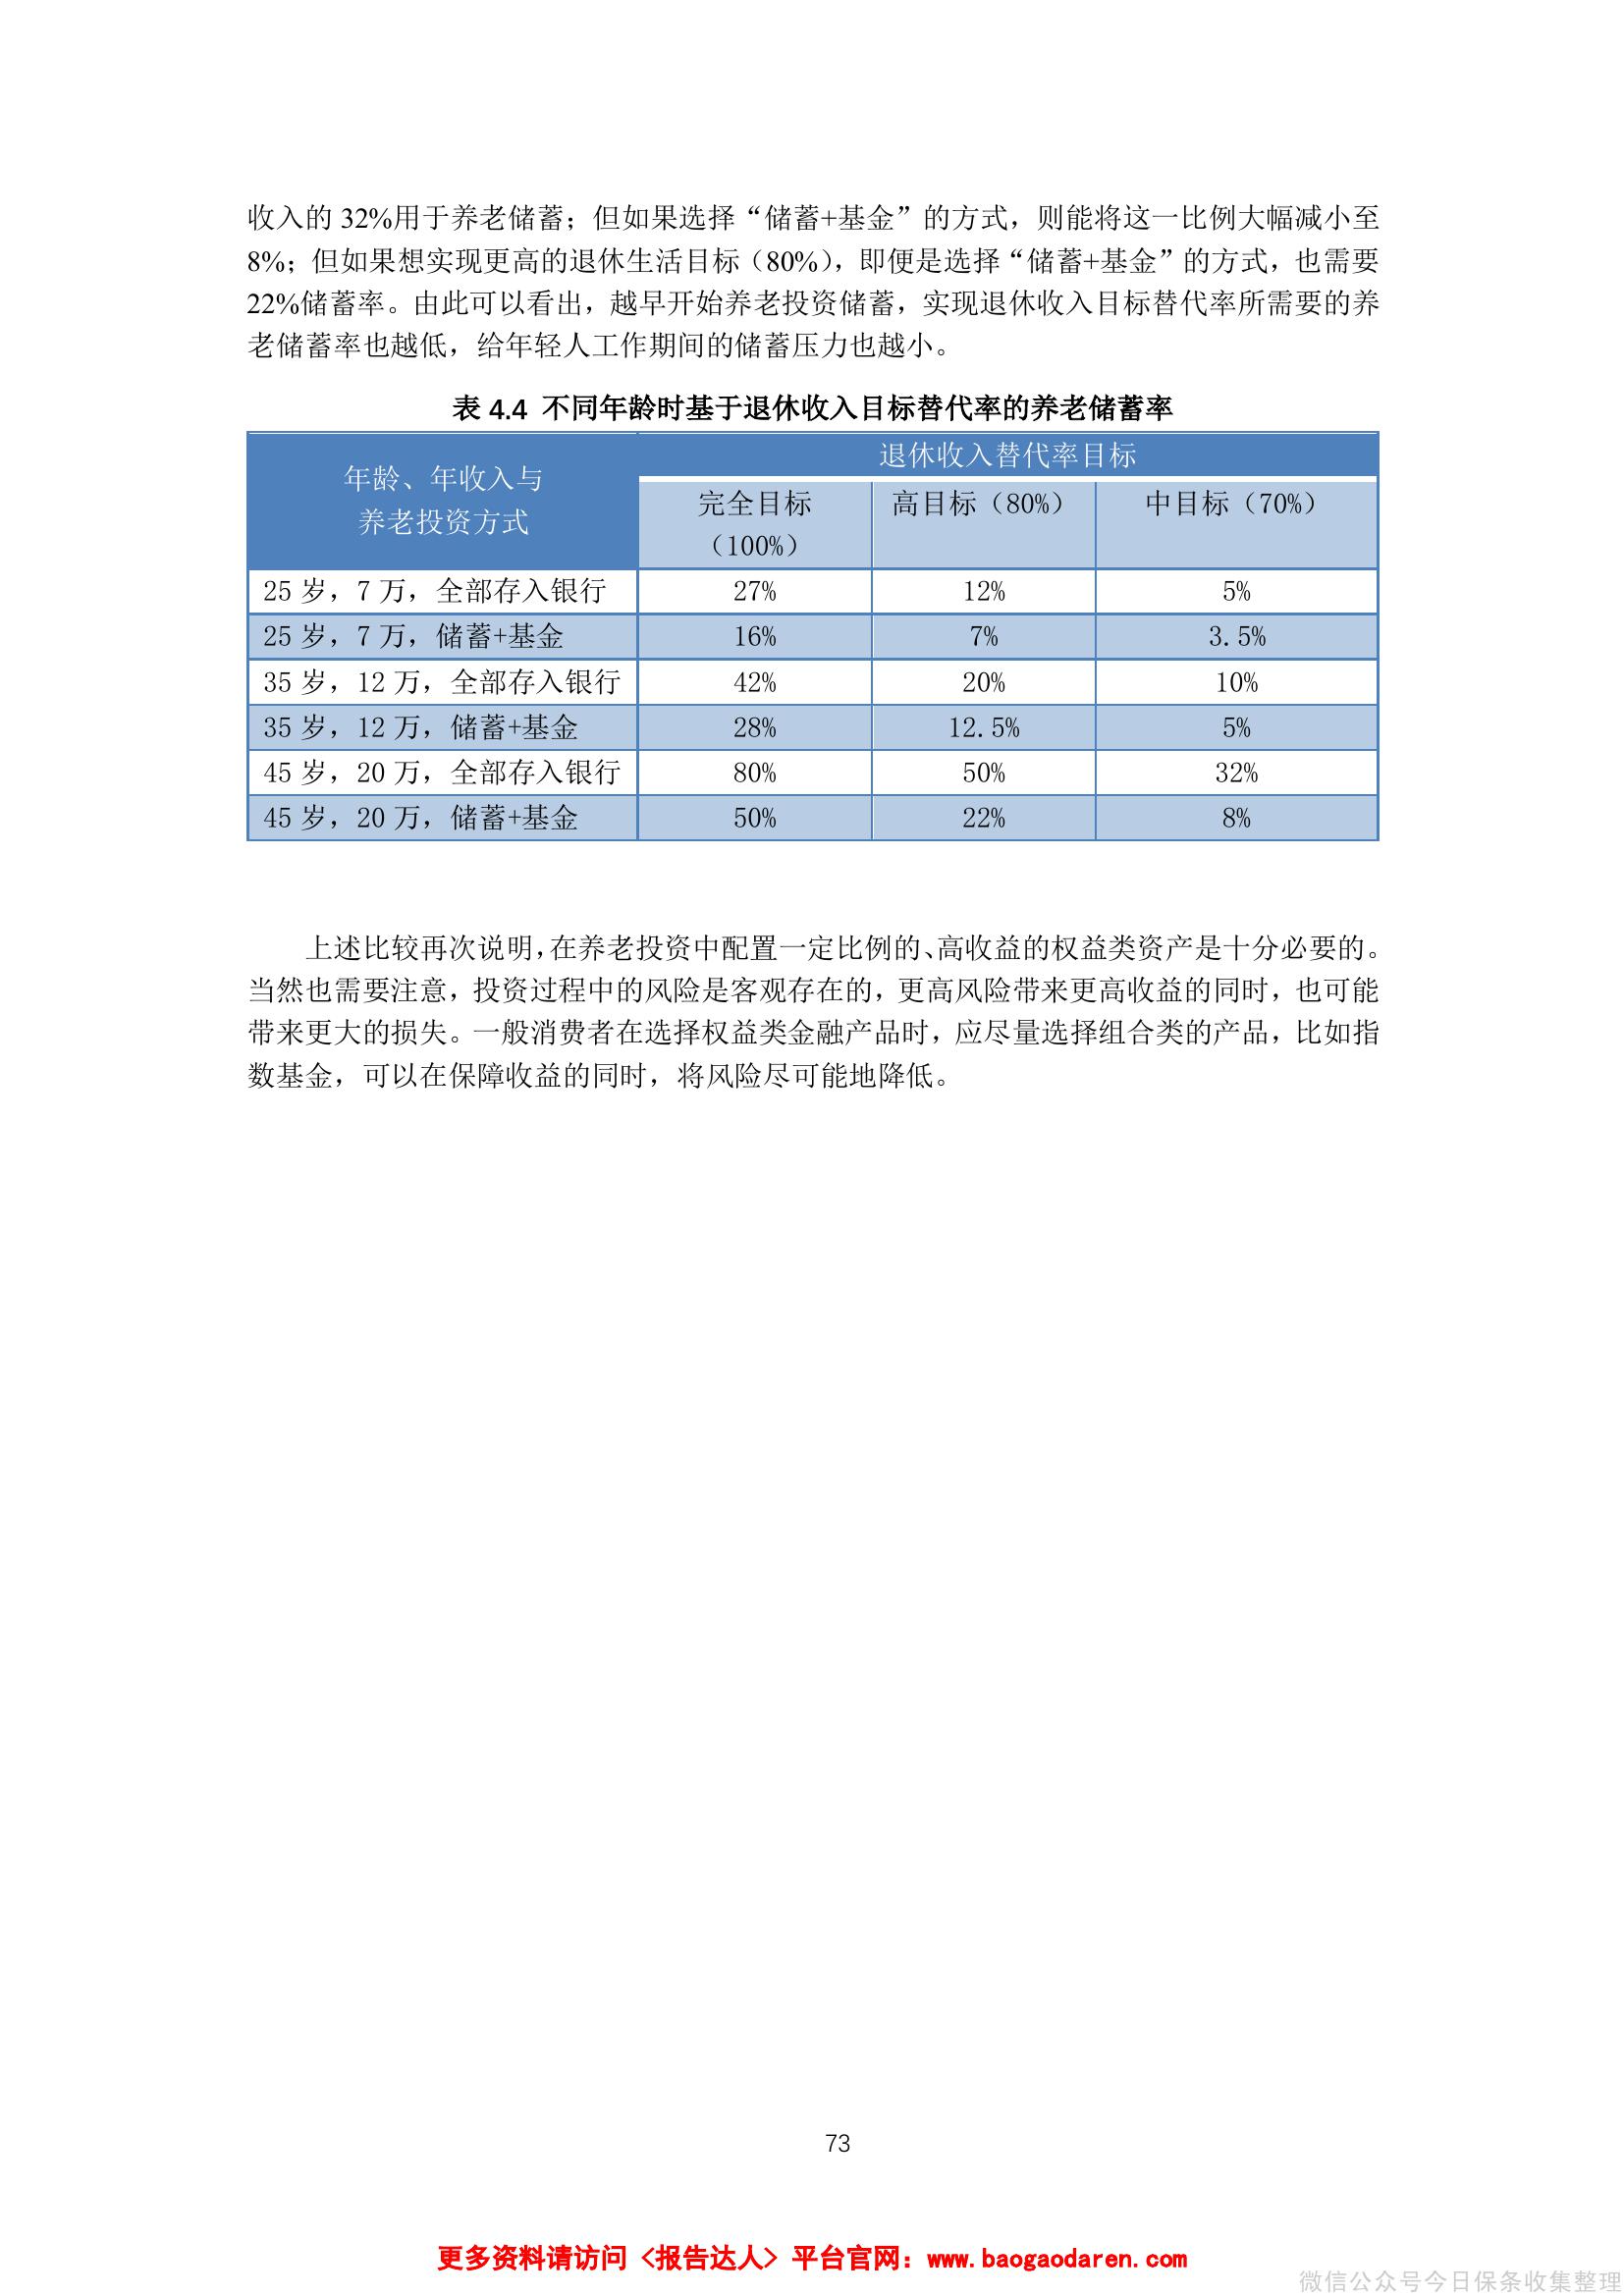 收入的 32%用于养老储蓄；但如果选择“储蓄+基金”的方式，则能将这一比例大幅减小至
8%；但如果想实现更高的退休生活目标（80%），即便是选择“储蓄+基金”的方式，也需要
22%储蓄率。由此可以看出，越早开始养老投资储蓄，实现退休收入目标替代率所需要的养
老储蓄率也越低，给年轻人工作期间的储蓄压力也越小。
表 4.4 不同年龄时基于退休收入目标替代率的养老储蓄率
年龄、年收入与
养老投资方式
退休收入替代率目标
完全目标
（100%）
高目标（80%） 中目标（70%）
25 岁，7 万，全部存入银行 27% 12% 5%
25 岁，7 万，储蓄+基金 16% 7% 3.5%
35 岁，12 万，全部存入银行 42% 20% 10%
35 岁，12 万，储蓄+基金 28% 12.5% 5%
45 岁，20 万，全部存入银行 80% 50% 32%
45 岁，20 万，储蓄+基金 50% 22% 8%
上述比较再次说明，在养老投资中配置一定比例的、高收益的权益类资产是十分必要的。
当然也需要注意，投资过程中的风险是客观存在的，更高风险带来更高收益的同时，也可能
带来更大的损失。一般消费者在选择权益类金融产品时，应尽量选择组合类的产品，比如指
数基金，可以在保障收益的同时，将风险尽可能地降低。
73
更多资料请访问〈报告达人〉平台官网：www.baogaodaren.com
微信公众号今日保条收集整理